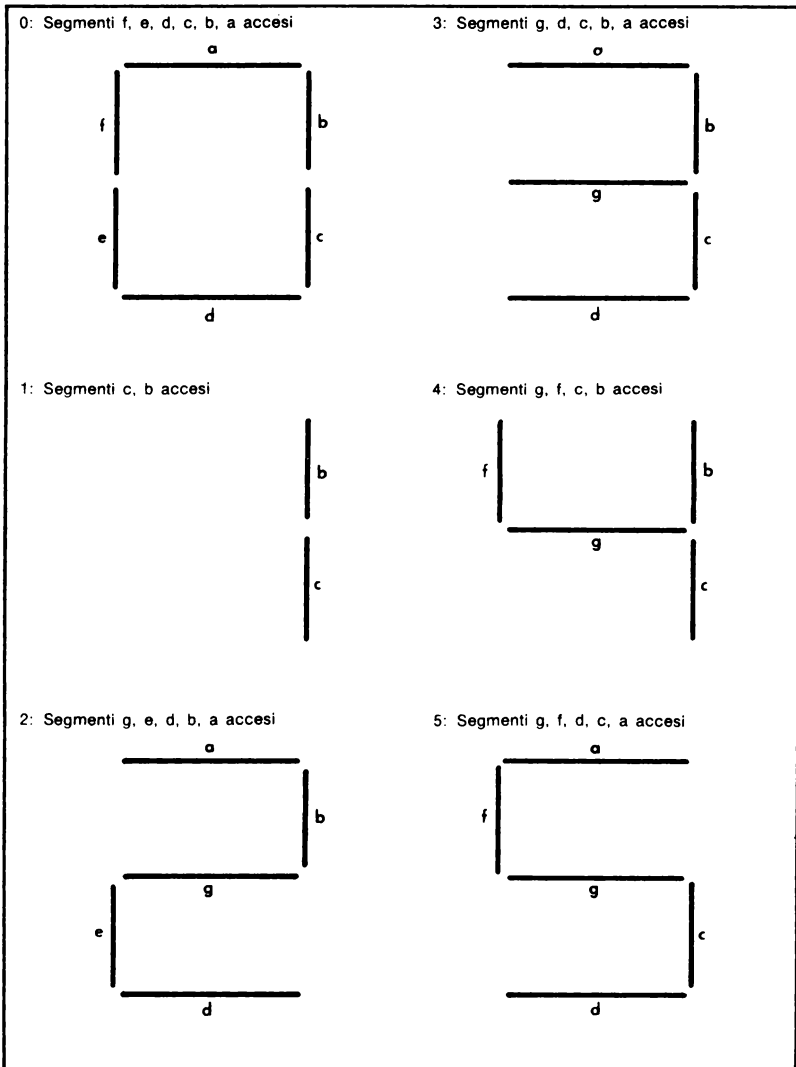 0: Segmenti f, e, d, c, b, a accesi
a
f
b
e
c
d
3: Segmenti g, d, c, b, a accesi
a
b
g
c
d
1: Segmenti c, b accesi
b
c
4: Segmenti g, f, c, b accesi
f
b
g
c
2: Segmenti g, e, d, b, a accesi
a
b
g
e
d
5: Segmenti g, f, d, c, a accesi
a
f
g
c
d